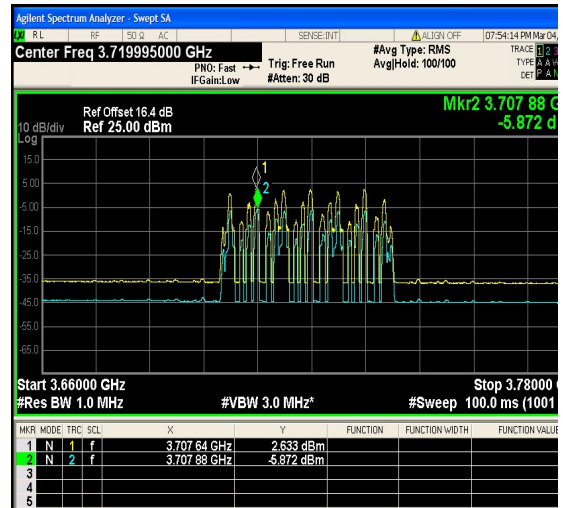 Agilent Spectrum Analyzer - Swept SA
LXI RL RF 50 Ω AC SENSE:INT ALIGN OFF 07:54:14 PM Mar 04,
Center Freq 3.719995000 GHz
PNO: Fast
IFGain:Low
Trig: Free Run
#Atten: 30 dB
#Avg Type: RMS
Avg|Hold: 100/100
TRACE 1 2 3
TYPE A A
DET P A N
Mkr2 3.707 88 G
-5.872 d
Ref Offset 16.4 dB
10 dB/div Ref 25.00 dBm
Log
15.0
5.00
-5.00
-15.0
-25.0
-35.0
-45.0
-55.0
-65.0
1
2
Start 3.66000 GHz Stop 3.78000
#Res BW 1.0 MHz #VBW 3.0 MHz* #Sweep 100.0 ms (1001
MKR MODE TRC SCL X Y FUNCTION FUNCTION WIDTH FUNCTION VALUE
1 N 1 f 3.707 64 GHz 2.633 dBm
2 N 2 f 3.707 88 GHz -5.872 dBm
3
4
5